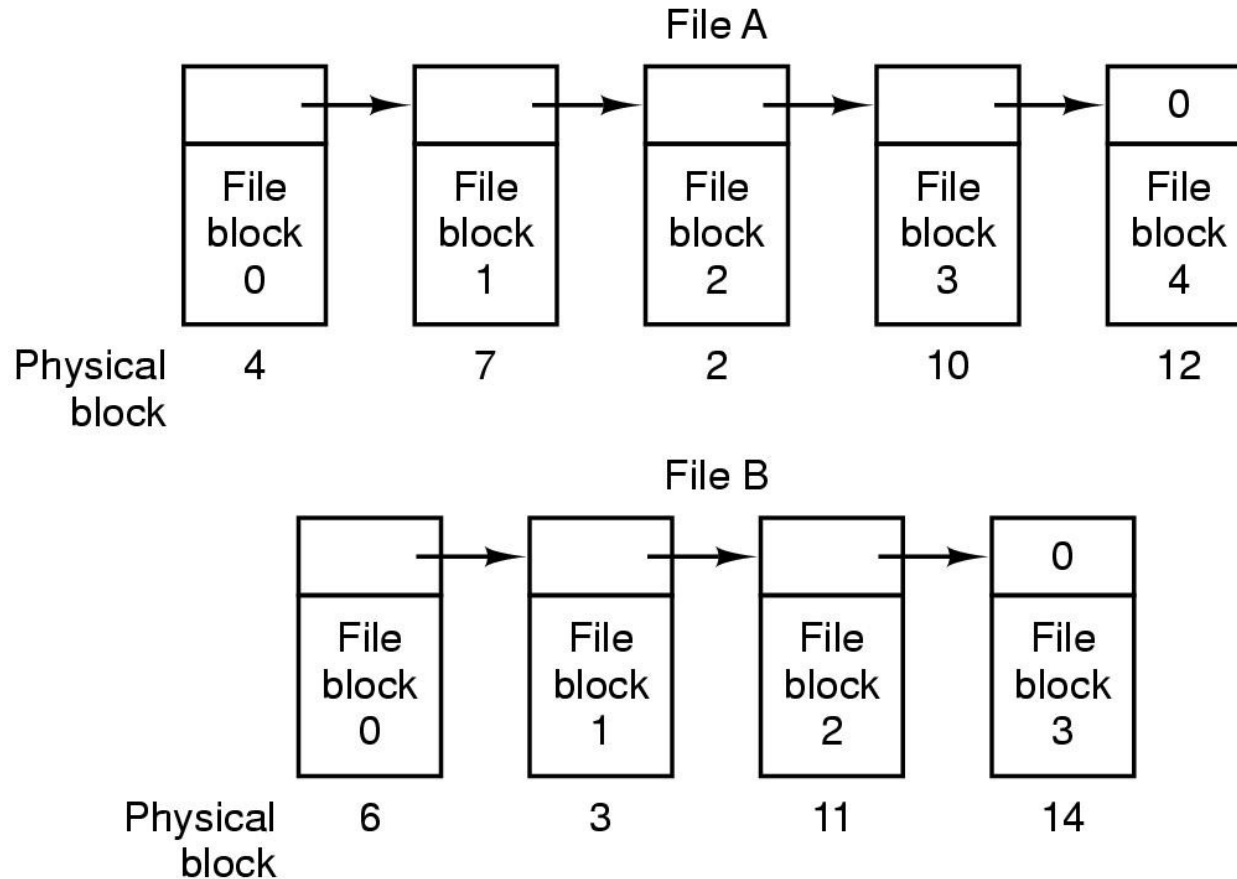 File A
0
File File File File File
block block block block block
0 1 2 3 4
Physical 4 7 2 10 12
block
File B
0
File File File File
block block block block
0 1 2 3
Physical 6 3 11 14
block